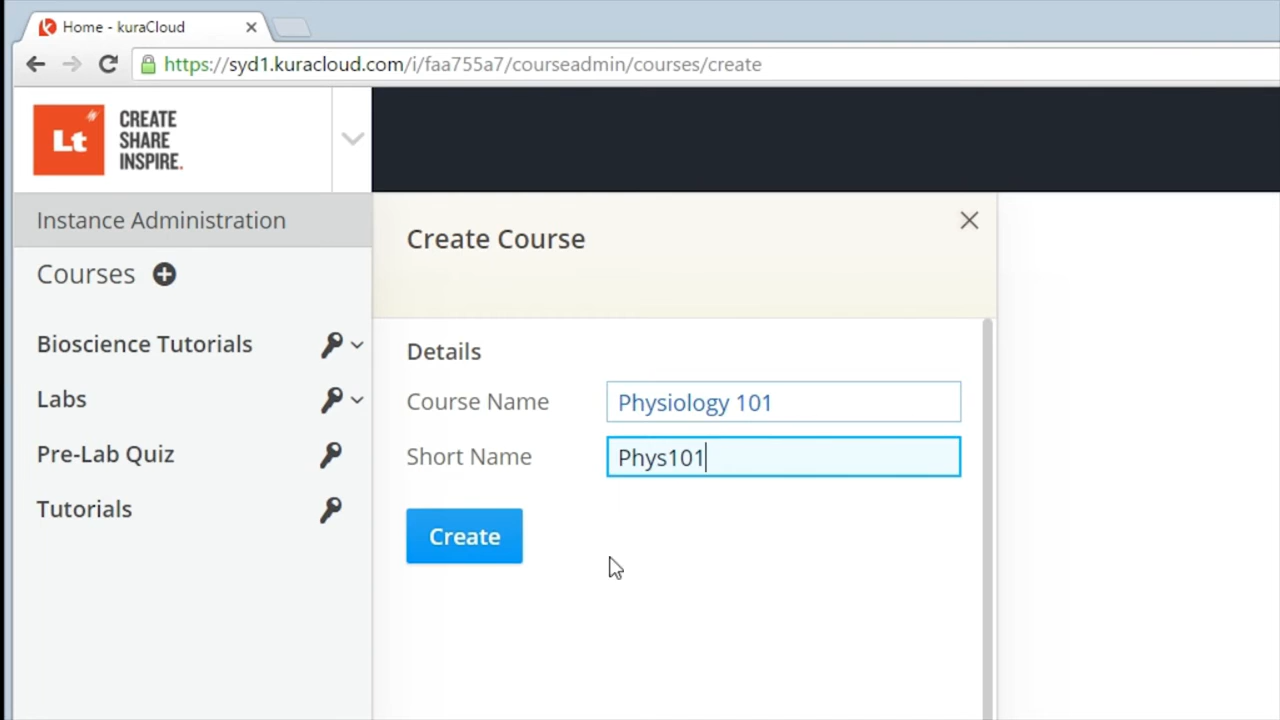 Home - kuraCloud
https://syd1.kuracloud.com/i/faa755a7/courseadmin/courses/create
Lt
CREATE
SHARE
INSPIRE.
Instance Administration
Courses
Bioscience Tutorials
Labs
Pre-Lab Quiz
Tutorials
Create Course
Details
Course Name Physiology 101
Short Name Phys101
Create